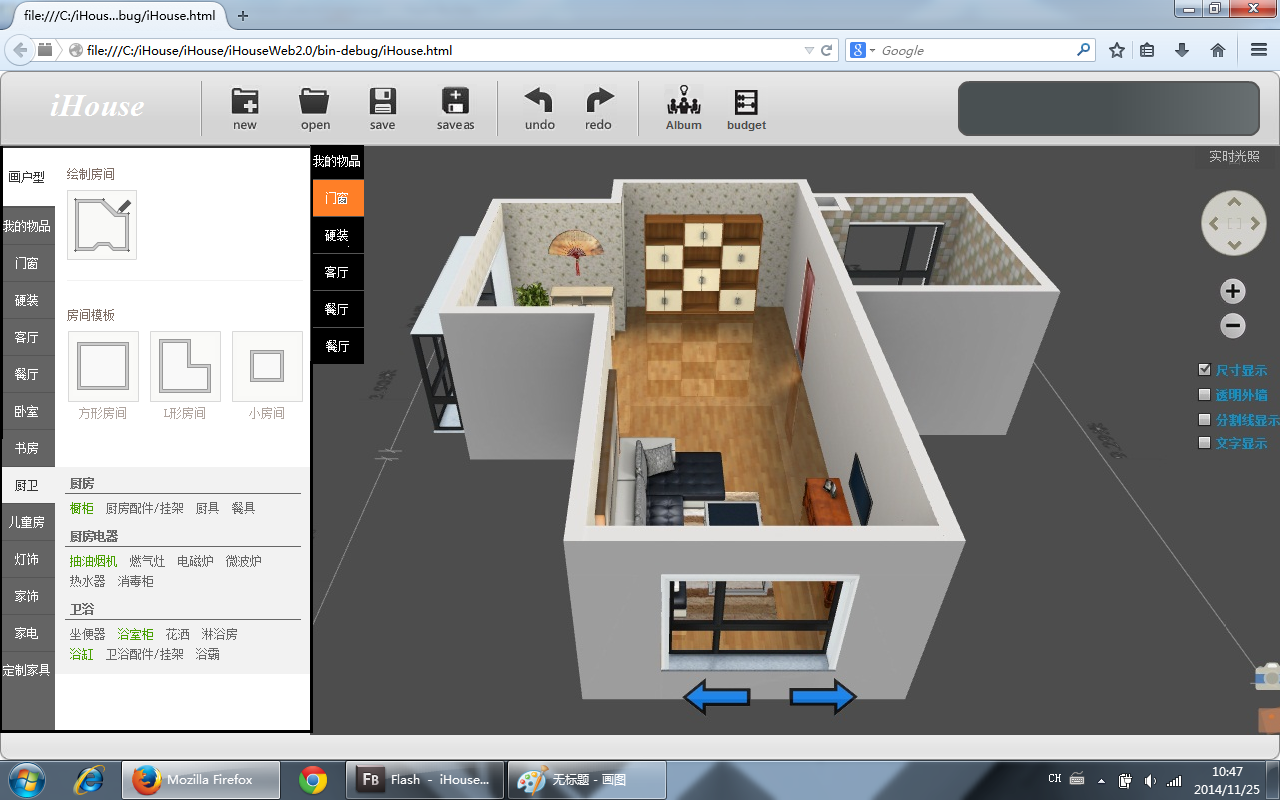 file:///C:/iHous...bug/iHouse.html
file:///C:/iHouse/iHouse/iHouseWeb2.0/bin-debug/iHouse.html
Google
iHouse
new open save saveas undo redo Album budget
画户型
我的物品
门窗
硬装
客厅
餐厅
卧室
书房
厨卫
儿童房
灯饰
家饰
家电
定制家具
绘制房间
房间模板
方形房间 L形房间 小房间
厨房
橱柜 厨房配件/挂架 厨具 餐具
厨房电器
抽油烟机 燃气灶 电磁炉 微波炉
热水器 消毒柜
卫浴
坐便器 浴室柜 花洒 淋浴房
浴缸 卫浴配件/挂架 浴霸
我的物品
门窗
硬装
客厅
餐厅
餐厅
实时光照
尺寸显示
透明外墙
分割线显示
文字显示
Mozilla Firefox
FB
Flash - iHouse...
无标题 - 画图
CH
10:47
2014/11/25